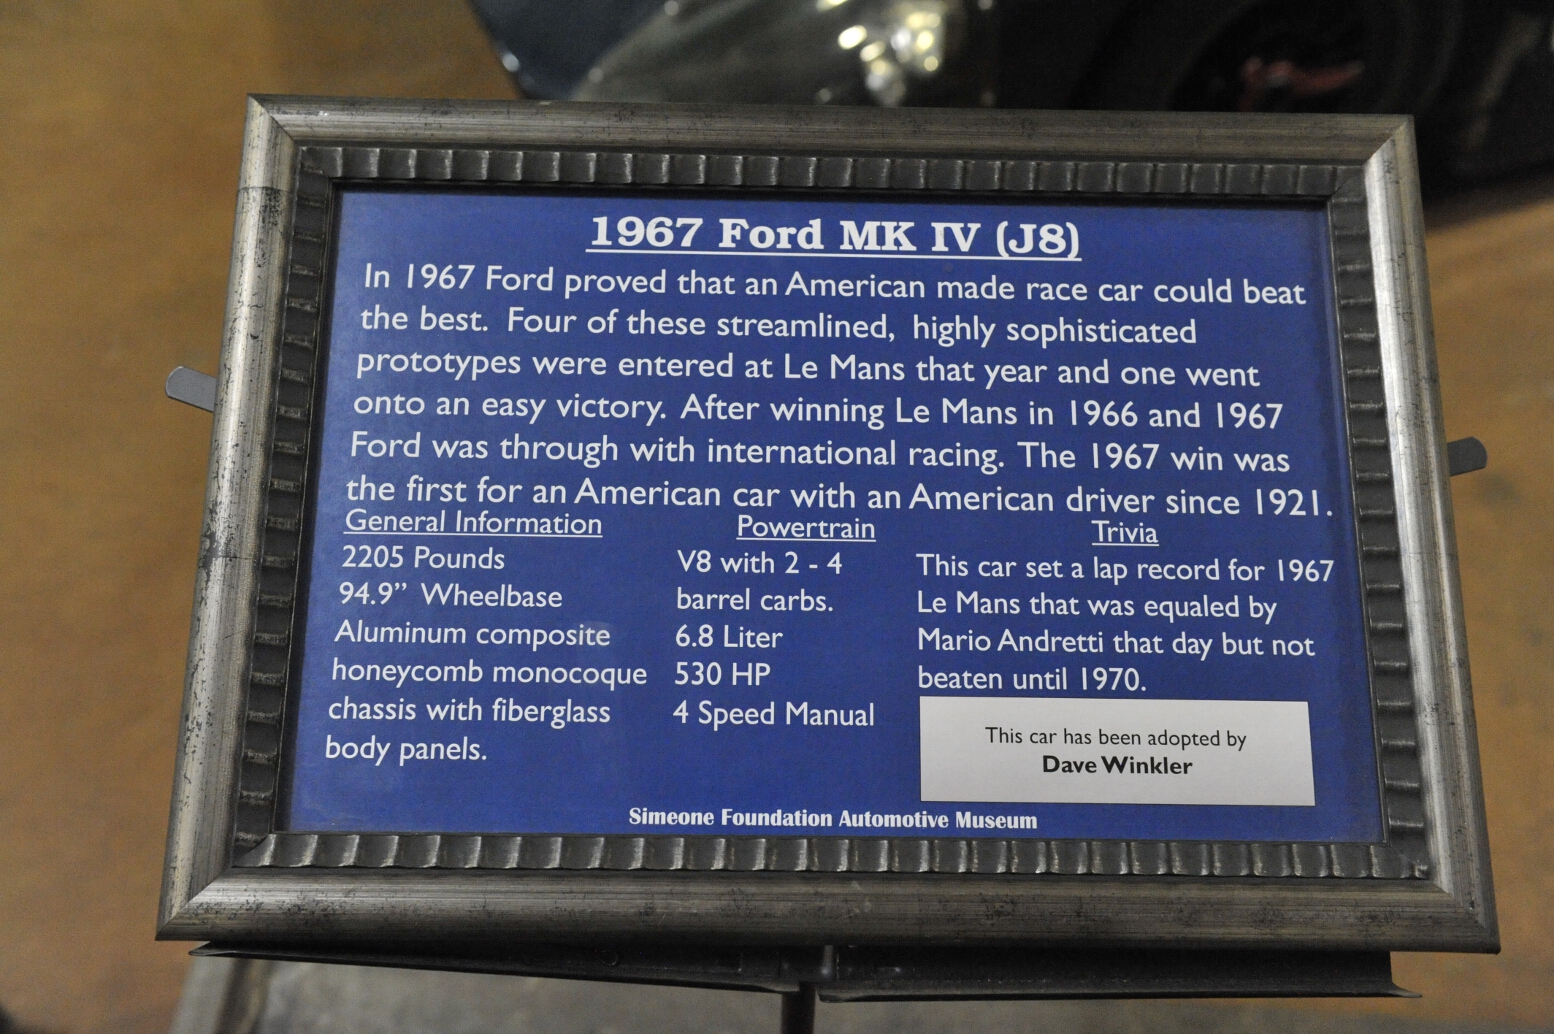 1967 Ford MK IV (J8)
In 1967 Ford proved that an American made race car could beat
the best. Four of these streamlined, highly sophisticated
prototypes were entered at Le Mans that year and one went
onto an easy victory. After winning Le Mans in 1966 and 1967
Ford was through with international racing. The 1967 win was
the first for an American car with an American driver since 1921.
General Information
2205 Pounds
94.9” Wheelbase
Aluminum composite
honeycomb monocoque
chassis with fiberglass
body panels.
Powertrain
V8 with 2 - 4
barrel carbs.
6.8 Liter
530 HP
4 Speed Manual
Trivia
This car set a lap record for 1967
Le Mans that was equaled by
Mario Andretti that day but not
beaten until 1970.
This car has been adopted by
Dave Winkler
Simeone Foundation Automotive Museum